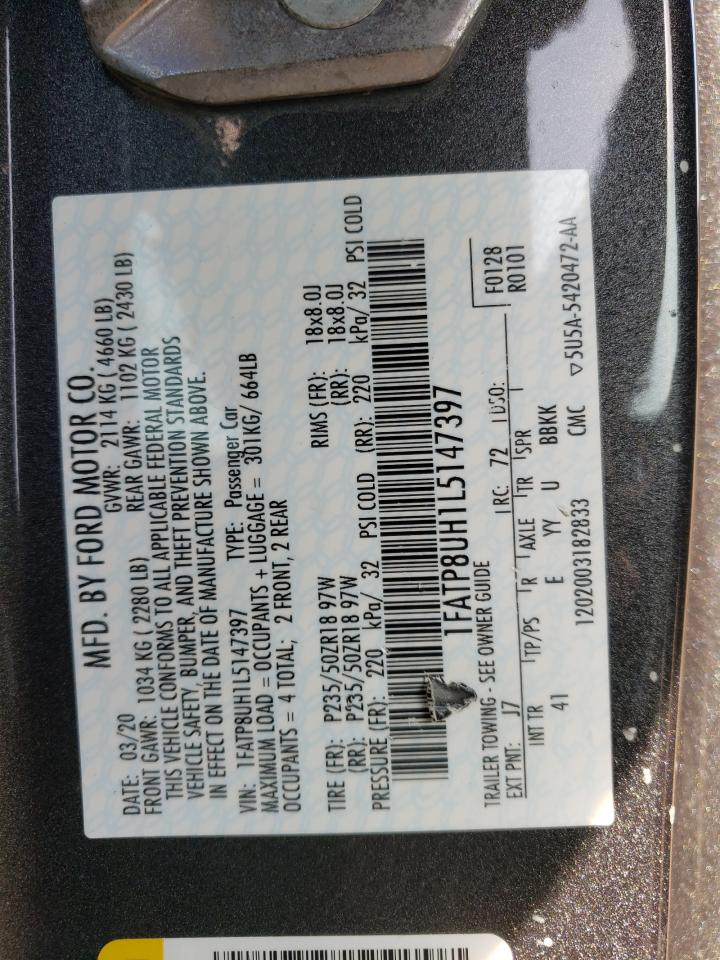 MFD. BY FORD MOTOR CO.
DATE: 03/20 GVWR: 2114 KG ( 4660 LB)
FRONT GAWR: 1034 KG ( 2280 LB) REAR GAWR: 1102 KG ( 2430 LB)
THIS VEHICLE CONFORMS TO ALL APPLICABLE FEDERAL MOTOR
VEHICLE SAFETY, BUMPER, AND THEFT PREVENTION STANDARDS
IN EFFECT ON THE DATE OF MANUFACTURE SHOWN ABOVE.
VIN: 1FATP8UH1L5147397 TYPE: Passenger Car
MAXIMUM LOAD = OCCUPANTS + LUGGAGE = 301KG/ 664LB
OCCUPANTS = 4 TOTAL; 2 FRONT, 2 REAR
TIRE (FR): P235/50ZR18 97W RIMS (FR): 18x8.0J
(RR): P235/50ZR18 97W (RR): 18x8.0J
PRESSURE (FR): 220 kPa/ 32 PSI COLD (RR): 220 kPa/ 32 PSI COLD
1FATP8UH1L5147397
TRAILER TOWING - SEE OWNER GUIDE F0128
EXT PNT: J7 RC: 72 DSO: R0101
INT TR TP/PS R AXLE TR SPR
41 E YY U BBKK
1202003182833 CMC ▽5U5A-5420472-AA